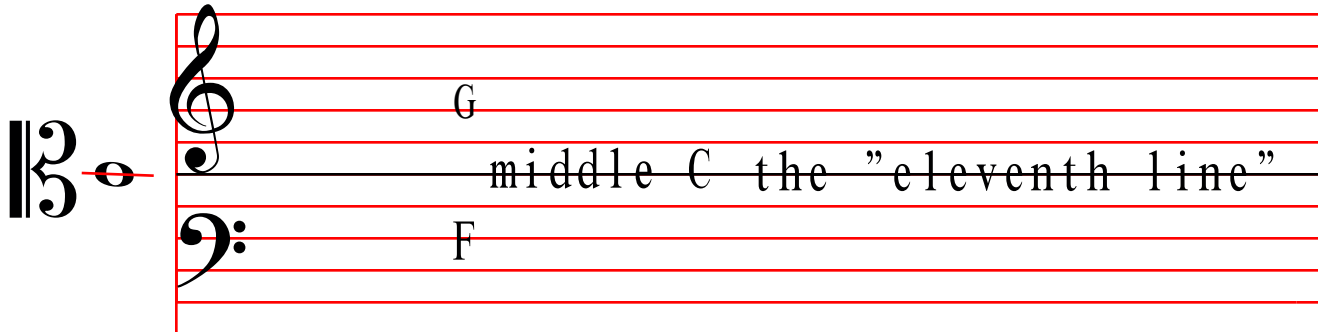 G
middle C the ”eleventh line”
F